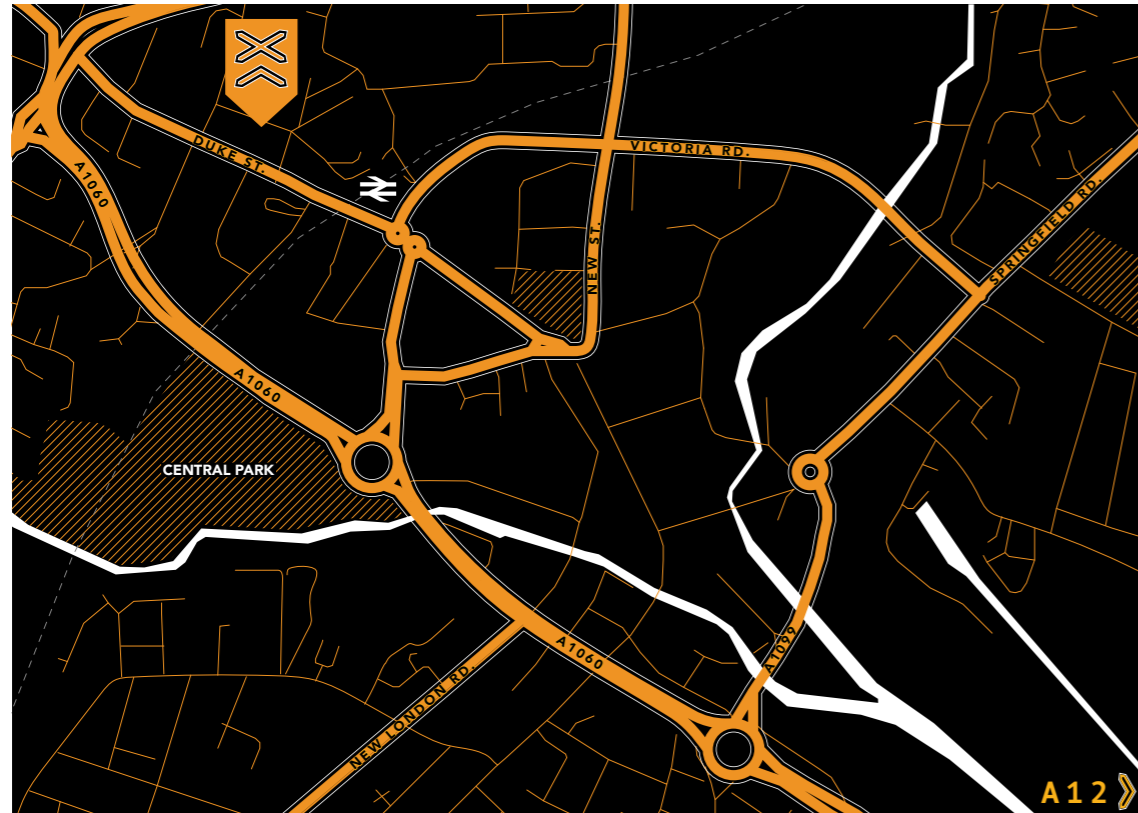 DUKE ST.
VICTORIA RD.
A1060
SPRINGFIELD RD.
NEW ST.
A1060
CENTRAL PARK
A1060
A1099
NEW LONDON RD.
A12